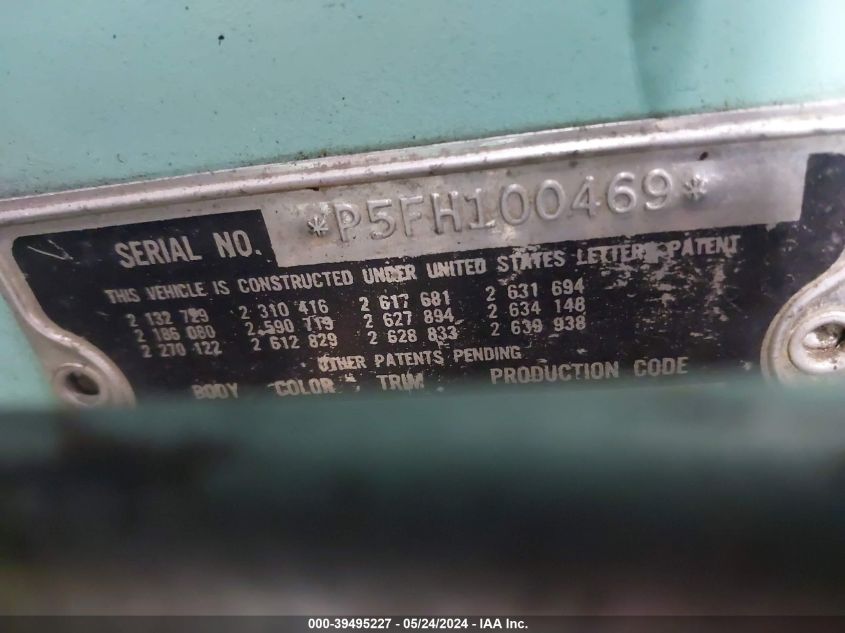 SERIAL NO. *P5FH100469*
THIS VEHICLE IS CONSTRUCTED UNDER UNITED STATES LETTERS PATENT
2 132 789 2 310 416 2 617 681 2 631 694
2 186 080 2 590 719 2 627 894 2 634 148
2 270 122 2 612 829 2 628 833 2 639 938
OTHER PATENTS PENDING
BODY COLOR TRIM PRODUCTION CODE
000-39495227 - 05/24/2024 - IAA Inc.